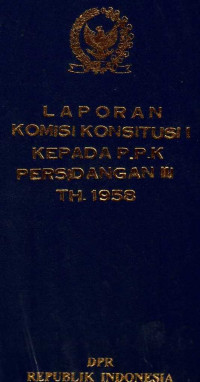 LAPORAN
KOMISI KONSITUSI I
KEPADA P.P.K
PERSIDANGAN III
TH. 1958
DPR
REPUBLIK INDONESIA